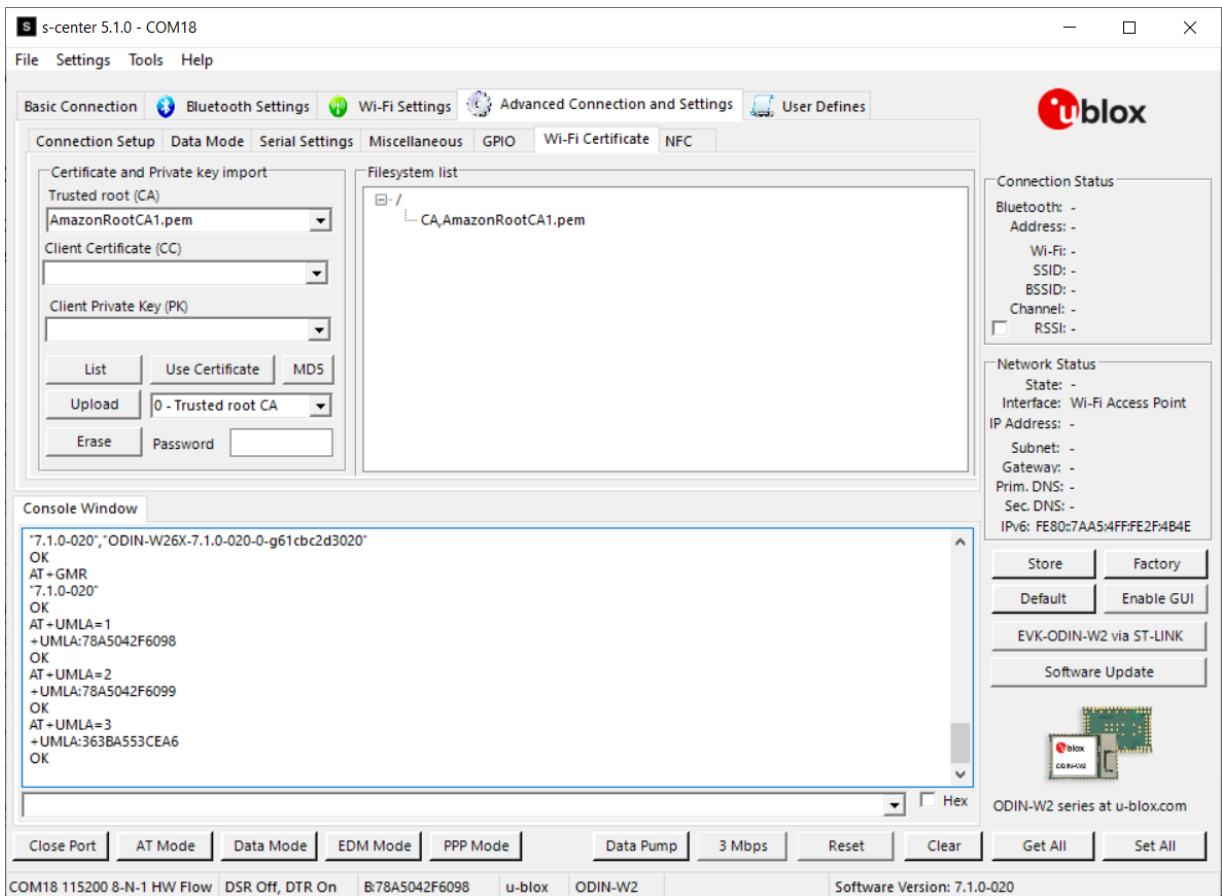 s-center 5.1.0 - COM18
File Settings Tools Help
Basic Connection Bluetooth Settings Wi-Fi Settings Advanced Connection and Settings User Defines
ublox
Connection Setup Data Mode Serial Settings Miscellaneous GPIO Wi-Fi Certificate NFC
Certificate and Private key import
Trusted root (CA)
AmazonRootCA1.pem
Client Certificate (CC)
Client Private Key (PK)
List Use Certificate MD5
Upload 0 - Trusted root CA
Erase Password
Filesystem list
/
CA,AmazonRootCA1.pem
Connection Status
Bluetooth: -
Address: -
Wi-Fi: -
SSID: -
BSSID: -
Channel: -
RSSI: -
Network Status
State: -
Interface: Wi-Fi Access Point
IP Address: -
Subnet: -
Gateway: -
Prim. DNS: -
Sec. DNS: -
IPv6: FE80::7AA5:4FF:FE2F:4B4E
Console Window
"7.1.0-020","ODIN-W26X-7.1.0-020-0-g61cbc2d3020"
OK
AT+GMR
"7.1.0-020"
OK
AT+UMLA=1
+UMLA:78A5042F6098
OK
AT+UMLA=2
+UMLA:78A5042F6099
OK
AT+UMLA=3
+UMLA:363BA553CEA6
OK
Hex
Store Factory
Default Enable GUI
EVK-ODIN-W2 via ST-LINK
Software Update
ublox
ODIN-W2
ODIN-W2 series at u-blox.com
Close Port AT Mode Data Mode EDM Mode PPP Mode Data Pump 3 Mbps Reset Clear Get All Set All
COM18 115200 8-N-1 HW Flow DSR Off, DTR On B:78A5042F6098 u-blox ODIN-W2 Software Version: 7.1.0-020